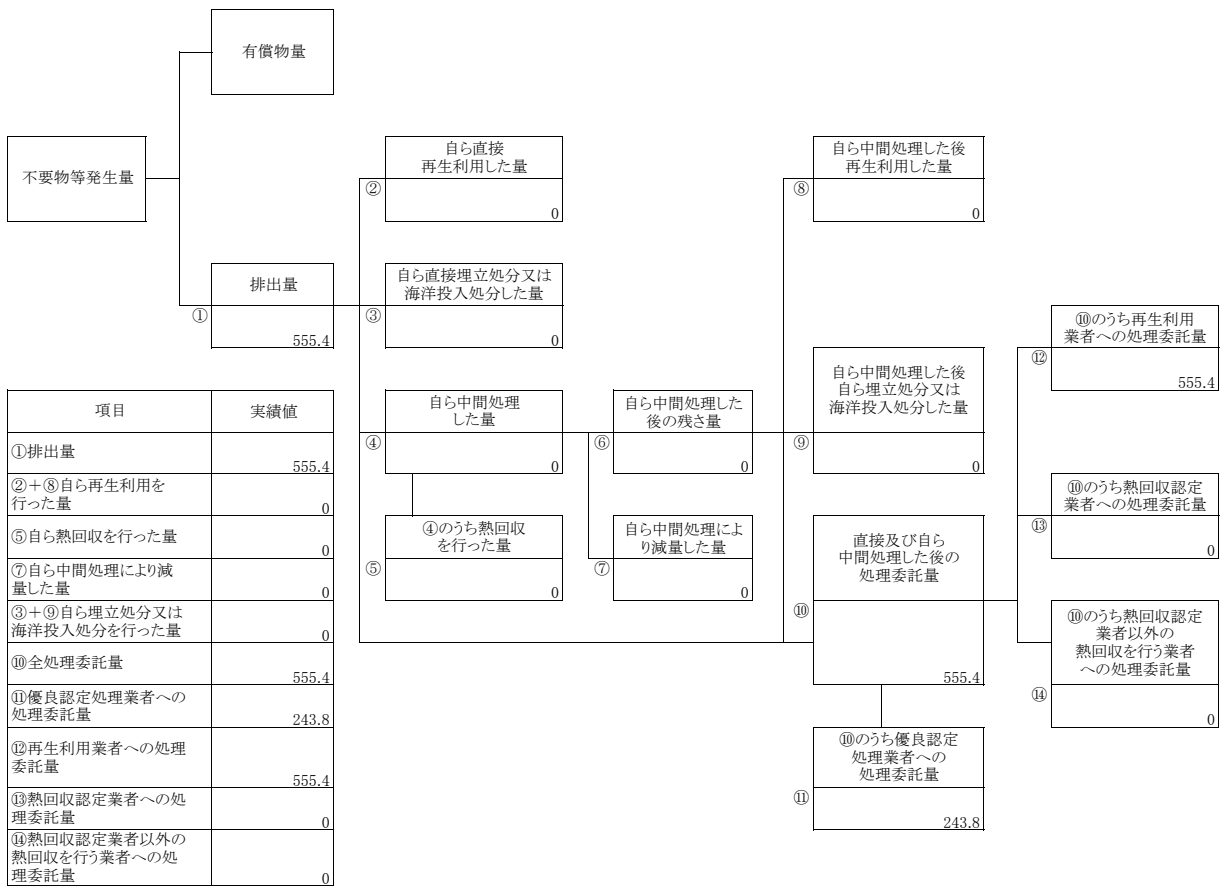 有償物量
不要物等発生量
自ら直接
再生利用した量
②
0
自ら中間処理した後
再生利用した量
⑧
0
排出量
①
555.4
自ら直接埋立処分又は
海洋投入処分した量
③
0
⑩のうち再生利用
業者への処理委託量
⑫
555.4
自ら中間処理
した量
④
0
自ら中間処理した
後の残さ量
⑥
0
自ら中間処理した後
自ら埋立処分又は
海洋投入処分した量
⑨
0
④のうち熱回収
を行った量
⑤
0
自ら中間処理によ
り減量した量
⑦
0
直接及び自ら
中間処理した後の
処理委託量
⑩
555.4
⑩のうち熱回収認定
業者への処理委託量
⑬
0
⑩のうち熱回収認定
業者以外の
熱回収を行う業者
への処理委託量
⑭
0
⑩のうち優良認定
処理業者への
処理委託量
⑪
243.8
項目 実績値
①排出量
555.4
②+⑧自ら再生利用を
行った量
0
⑤自ら熱回収を行った量
0
⑦自ら中間処理により減
量した量
0
③+⑨自ら埋立処分又は
海洋投入処分を行った量
0
⑩全処理委託量
555.4
⑪優良認定処理業者への
処理委託量
243.8
⑫再生利用業者への処理
委託量
555.4
⑬熱回収認定業者への処
理委託量
0
⑭熱回収認定業者以外の
熱回収を行う業者への処
理委託量
0